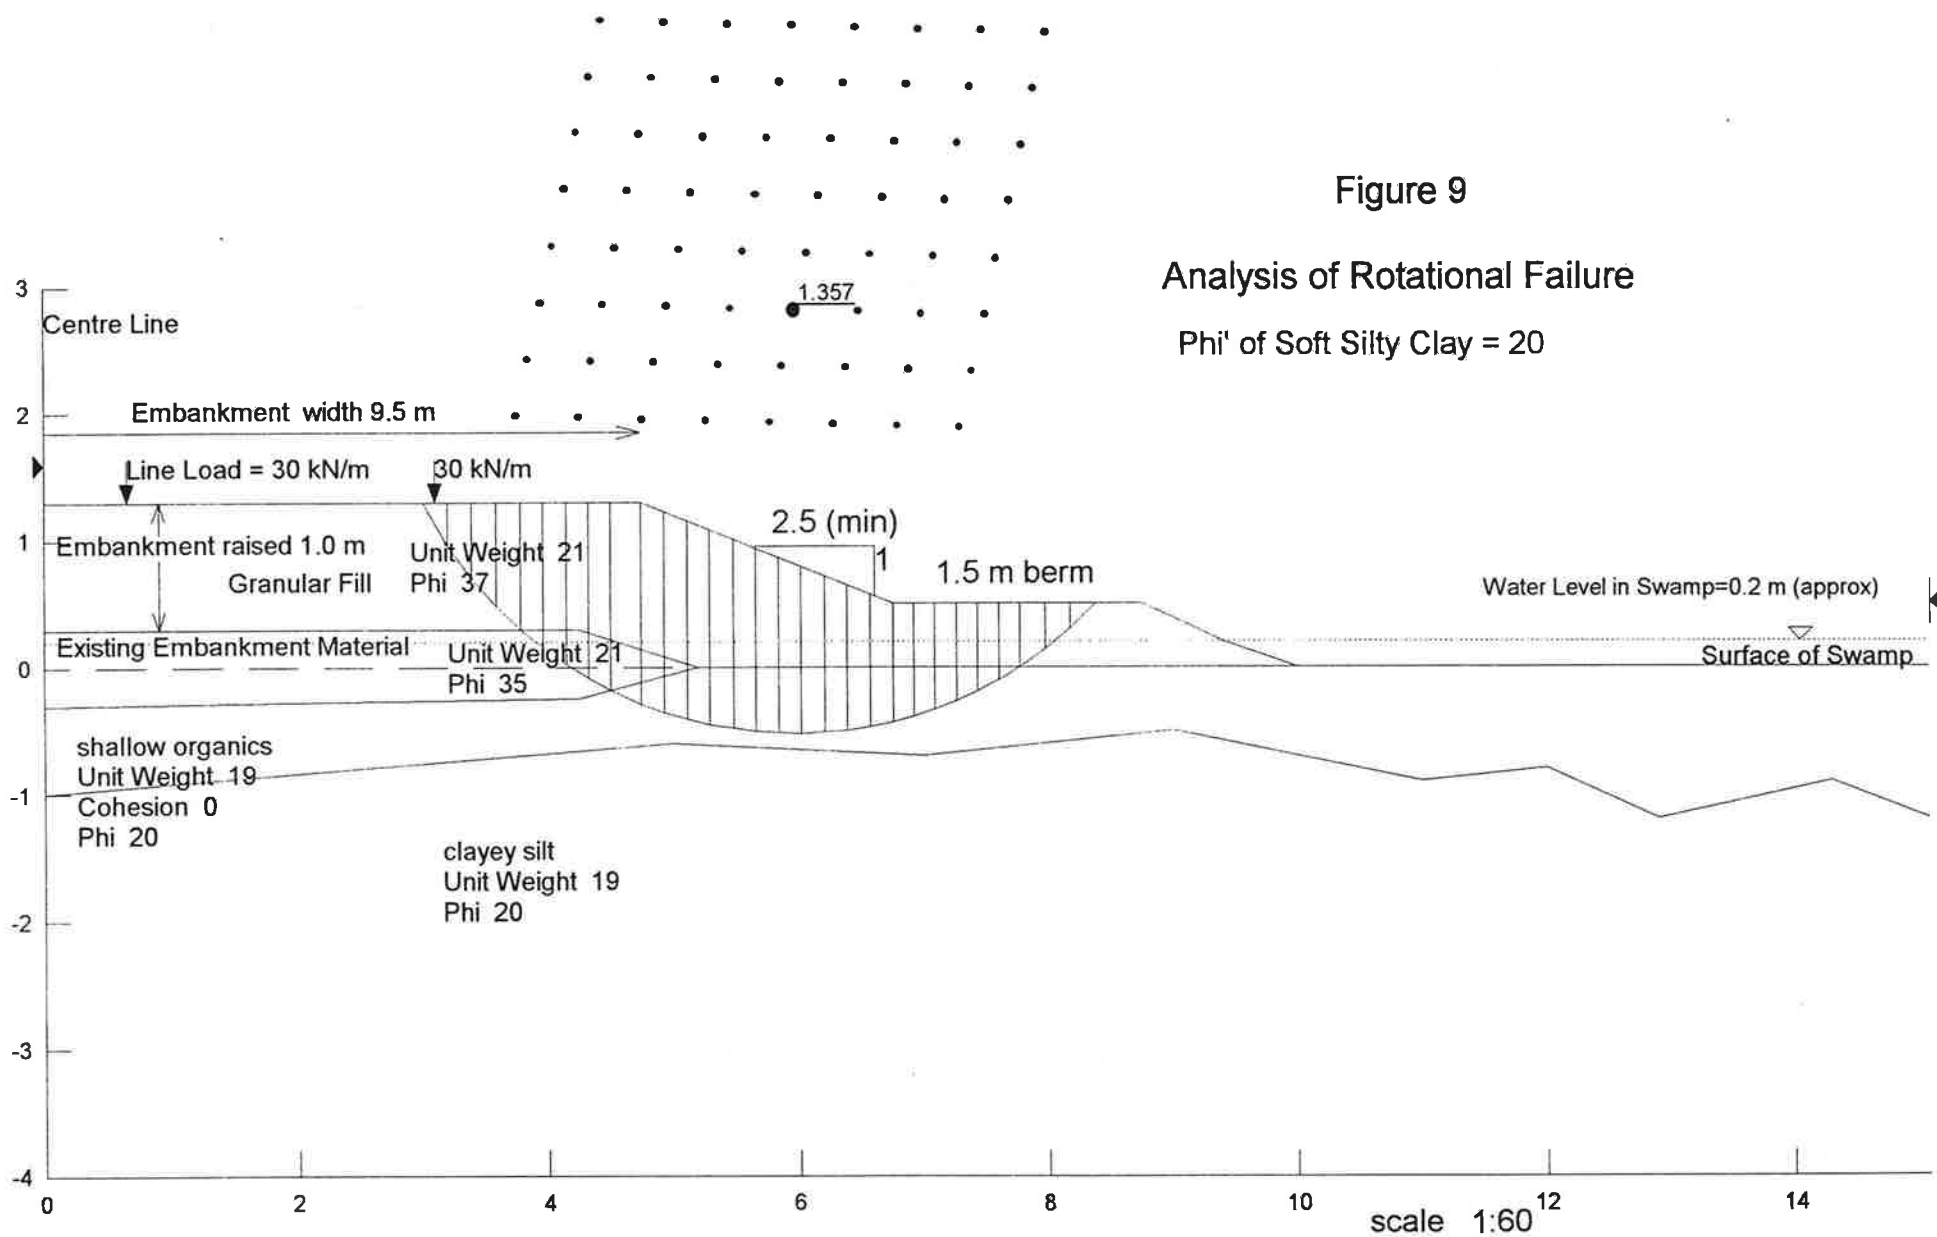 Figure 9
Analysis of Rotational Failure
Phi' of Soft Silty Clay = 20
1.357
3
Centre Line
2
Embankment width 9.5 m
Line Load = 30 kN/m
30 kN/m
2.5 (min)
1
1
Embankment raised 1.0 m
Granular Fill
Unit Weight 21
Phi 37
1.5 m berm
Water Level in Swamp=0.2 m (approx)
Existing Embankment Material
Unit Weight 21
Phi 35
0
Surface of Swamp
shallow organics
Unit Weight 19
Cohesion 0
Phi 20
-1
clayey silt
Unit Weight 19
Phi 20
-2
-3
-4
0 2 4 6 8 10 12 14
scale 1:60